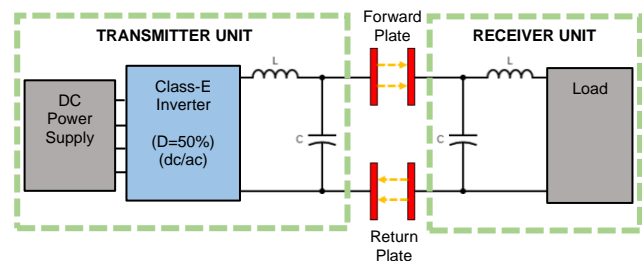 Forward
Plate
TRANSMITTER UNIT
RECEIVER UNIT
DC
Power
Supply
Class-E
Inverter
(D=50%)
(dc/ac)
L
C
L
C
Load
Return
Plate